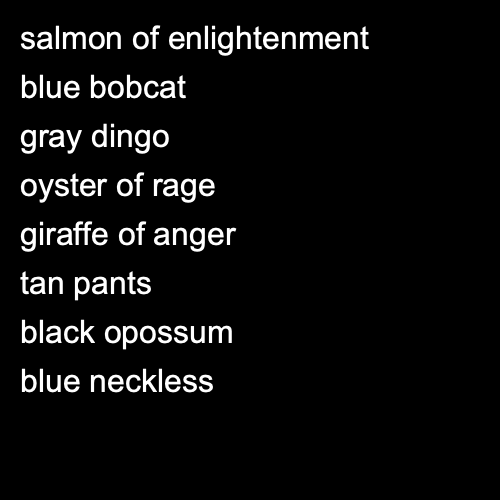 salmon of enlightenment
blue bobcat
gray dingo
oyster of rage
giraffe of anger
tan pants
black opossum
blue neckless